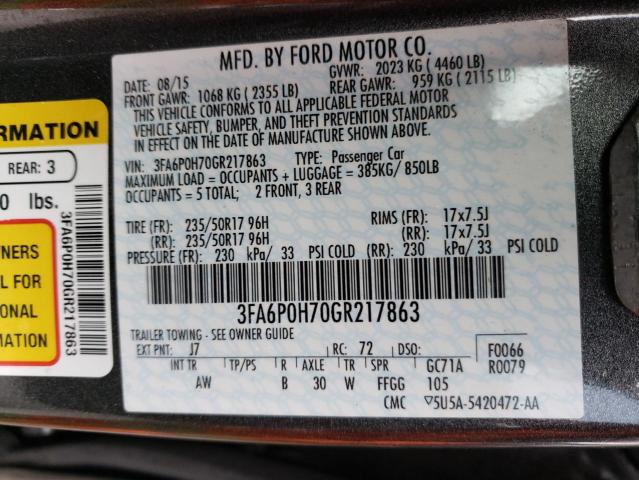 MFD. BY FORD MOTOR CO.
DATE: 08/15 GVWR: 2023 KG ( 4460 LB)
FRONT GAWR: 1068 KG ( 2355 LB) REAR GAWR: 959 KG ( 2115 LB)
THIS VEHICLE CONFORMS TO ALL APPLICABLE FEDERAL MOTOR
VEHICLE SAFETY, BUMPER, AND THEFT PREVENTION STANDARDS
IN EFFECT ON THE DATE OF MANUFACTURE SHOWN ABOVE.
VIN: 3FA6P0H70GR217863 TYPE: Passenger Car
MAXIMUM LOAD = OCCUPANTS + LUGGAGE = 385KG/ 850LB
OCCUPANTS = 5 TOTAL; 2 FRONT, 3 REAR
TIRE (FR): 235/50R17 96H RIMS (FR): 17x7.5J
(RR): 235/50R17 96H (RR): 17x7.5J
PRESSURE (FR): 230 kPa/ 33 PSI COLD (RR): 230 kPa/ 33 PSI COLD
3FA6P0H70GR217863
TRAILER TOWING - SEE OWNER GUIDE
EXT PNT: J7 RC: 72 DSO: F0066
INT TR TP/PS R AXLE TR SPR GC71A R0079
AW B 30 W FFGG 105
CMC ▽5U5A-5420472-AA
ORMATION
REAR: 3
0 lbs.
WNERS
L FOR
ONAL
MATION
3FA6P0H70GR217863